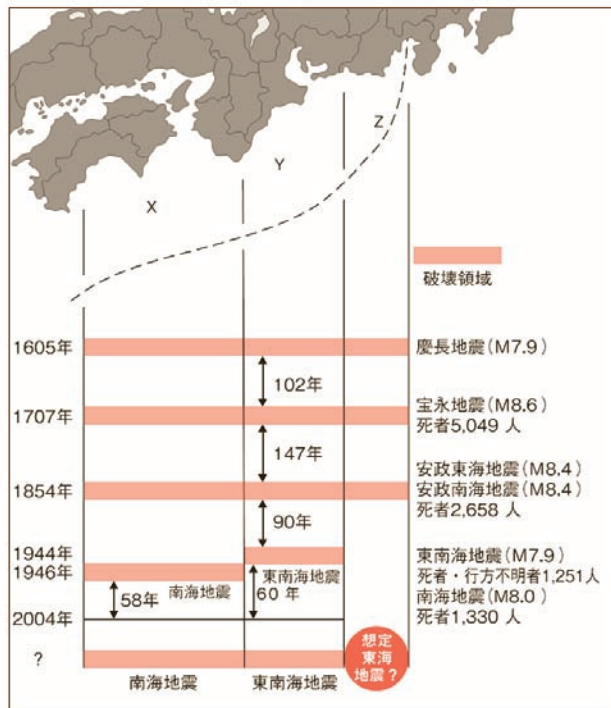 Z
Y
X
破壊領域
1605年
慶長地震(M7.9)
102年
1707年
宝永地震(M8.6)
死者5,049 人
147年
安政東海地震(M8.4)
1854年
安政南海地震(M8.4)
死者2,658 人
90年
1944年
東南海地震(M7.9)
1946年
東南海地震
死者・行方不明者1,251人
58年
南海地震
60 年
南海地震(M8.0)
2004年
死者1,330 人
想定
東海
地震?
?
南海地震
東南海地震